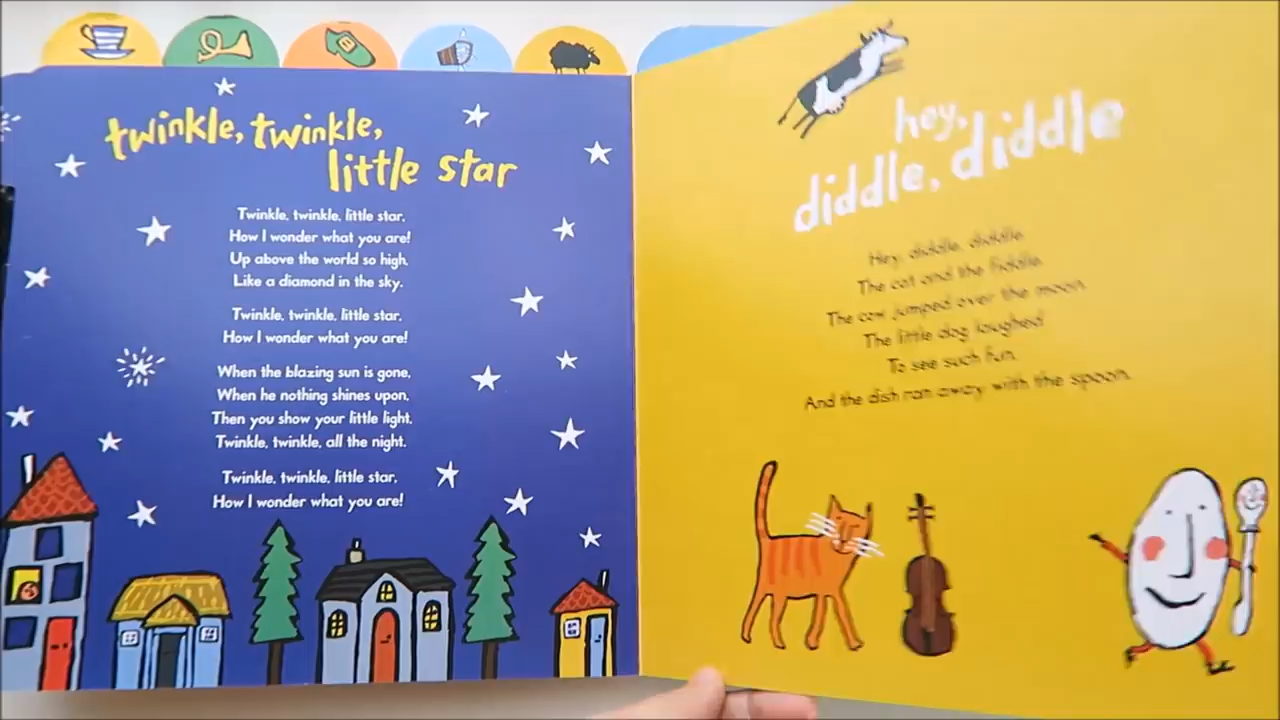 twinkle, twinkle,
little star
Twinkle, twinkle, little star,
How I wonder what you are!
Up above the world so high,
Like a diamond in the sky.
Twinkle, twinkle, little star,
How I wonder what you are!
When the blazing sun is gone,
When he nothing shines upon,
Then you show your little light,
Twinkle, twinkle, all the night.
Twinkle, twinkle, little star,
How I wonder what you are!
hey,
diddle, diddle
Hey, diddle, diddle,
The cat and the fiddle,
The cow jumped over the moon.
The little dog laughed
To see such fun,
And the dish ran away with the spoon.